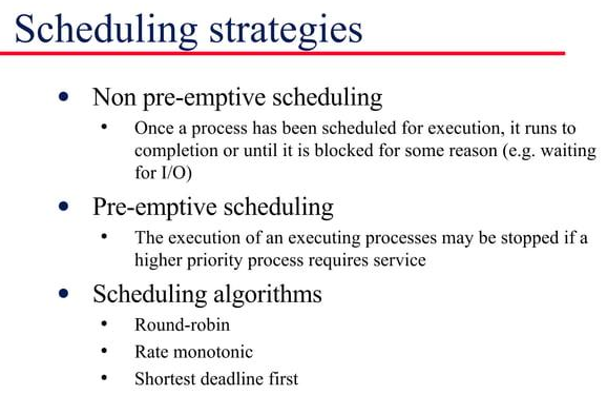 Scheduling strategies
• Non pre-emptive scheduling
• Once a process has been scheduled for execution, it runs to
completion or until it is blocked for some reason (e.g. waiting
for I/O)
• Pre-emptive scheduling
• The execution of an executing processes may be stopped if a
higher priority process requires service
• Scheduling algorithms
• Round-robin
• Rate monotonic
• Shortest deadline first